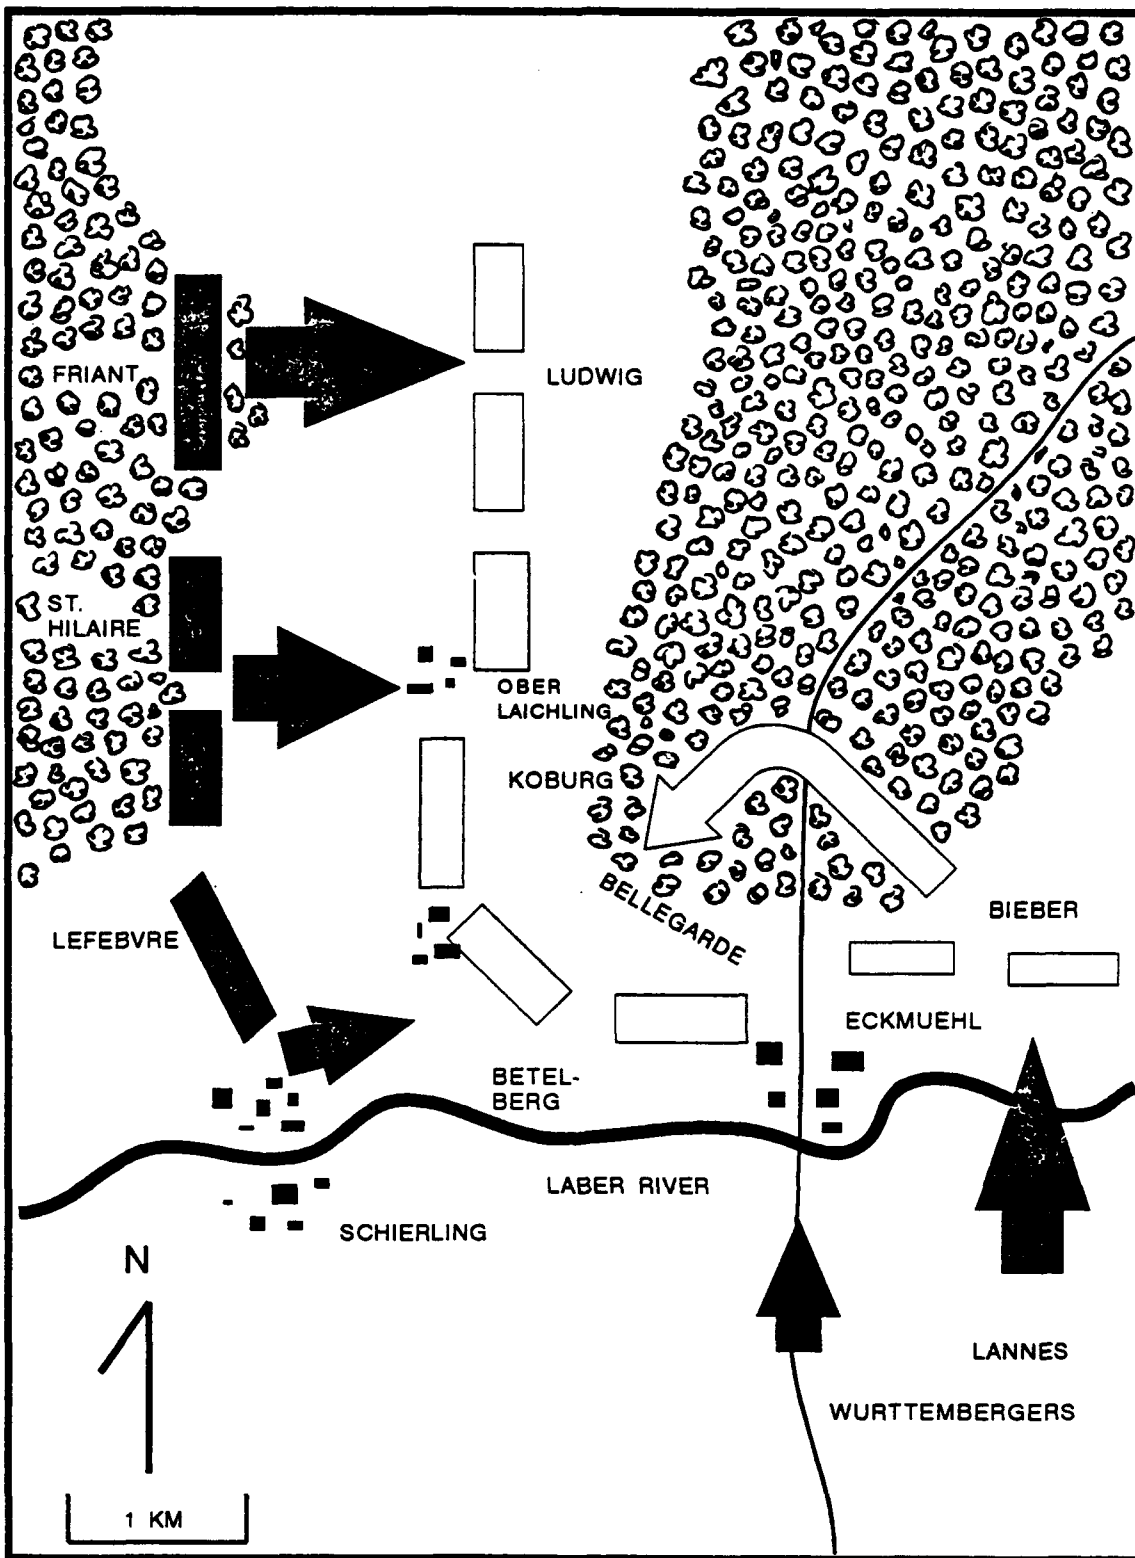 FRIANT
LUDWIG
ST.
HILAIRE
OBER
LAICHLING
KOBURG
BELLEGARDE
BIEBER
LEFEBVRE
ECKMUEHL
BETEL-
BERG
LABER RIVER
SCHIERLING
N
LANNES
WURTTEMBERGERS
1 KM